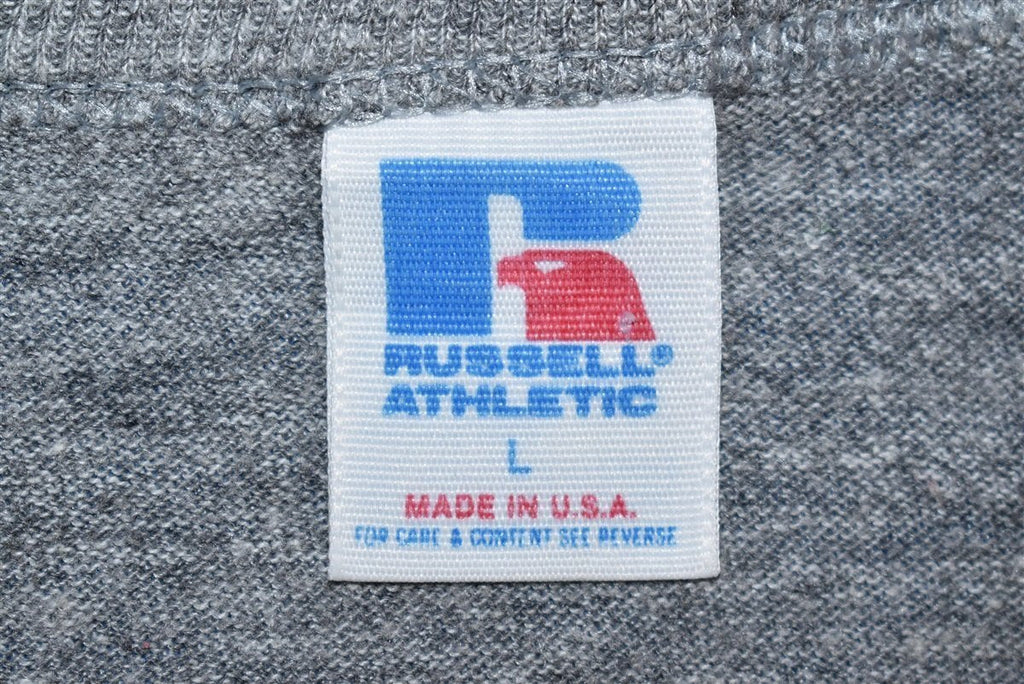 R
RUSSELL®
ATHLETIC
L
MADE IN U.S.A.
FOR CARE & CONTENT SEE REVERSE